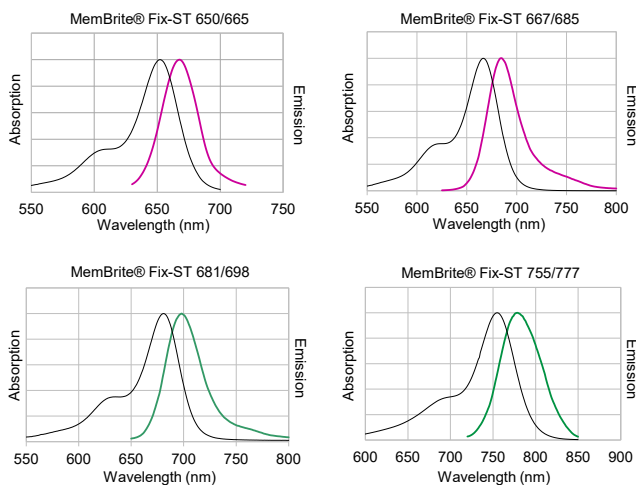 MemBrite® Fix-ST 650/665
Absorption
Emission
550 600 650 700 750
Wavelength (nm)
MemBrite® Fix-ST 667/685
Absorption
Emission
550 600 650 700 750 800
Wavelength (nm)
MemBrite® Fix-ST 681/698
Absorption
Emission
550 600 650 700 750 800
Wavelength (nm)
MemBrite® Fix-ST 755/777
Absorption
Emission
600 650 700 750 800 850 900
Wavelength (nm)